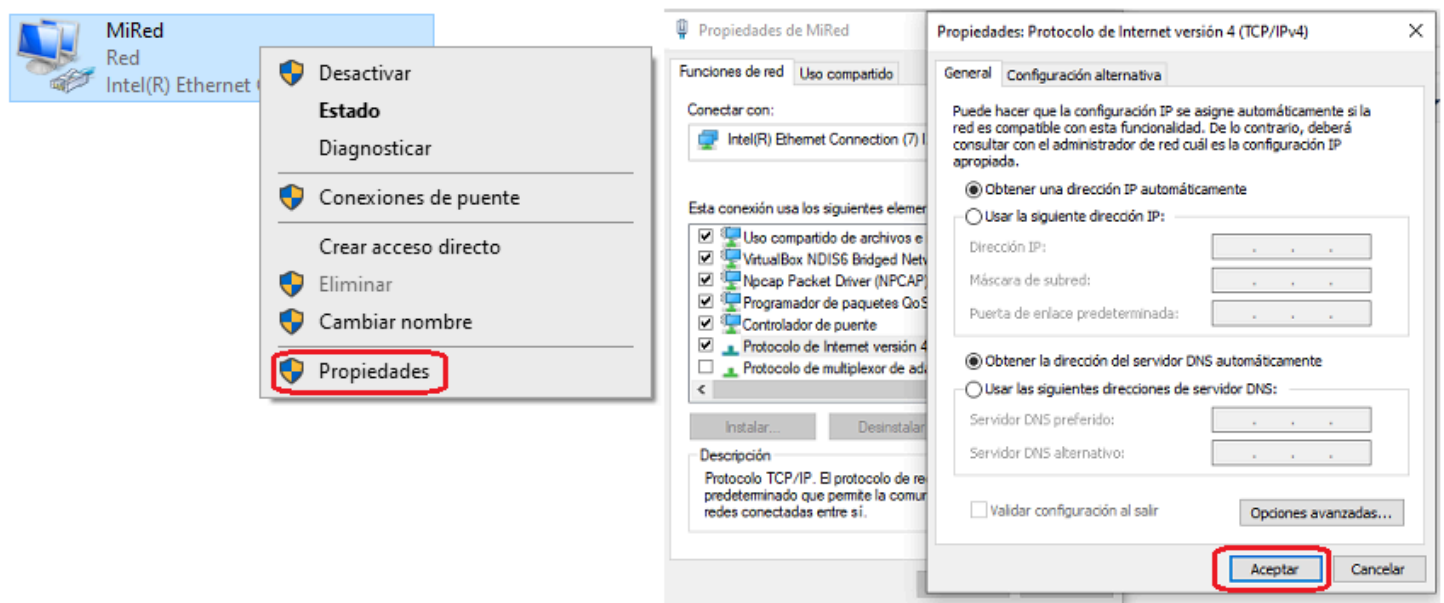 MiRed
Red
Intel(R) Ethernet
Desactivar
Estado
Diagnosticar
Conexiones de puente
Crear acceso directo
Eliminar
Cambiar nombre
Propiedades
Propiedades de MiRed
Funciones de red
Uso compartido
Conectar con:
Intel(R) Ethernet Connection (7) I
Esta conexión usa los siguientes elemen
Uso compartido de archivos e
VirtualBox NDIS6 Bridged Netw
Npcap Packet Driver (NPCAP)
Programador de paquetes QoS
Controlador de puente
Protocolo de Internet versión 4
Protocolo de multiplexor de ada
Instalar...
Desinstalar
Descripción
Protocolo TCP/IP. El protocolo de re
predeterminado que permite la comun
redes conectadas entre sí.
Propiedades: Protocolo de Internet versión 4 (TCP/IPv4)
General
Configuración alternativa
Puede hacer que la configuración IP se asigne automáticamente si la
red es compatible con esta funcionalidad. De lo contrario, deberá
consultar con el administrador de red cuál es la configuración IP
apropiada.
Obtener una dirección IP automáticamente
Usar la siguiente dirección IP:
Dirección IP:
Máscara de subred:
Puerta de enlace predeterminada:
Obtener la dirección del servidor DNS automáticamente
Usar las siguientes direcciones de servidor DNS:
Servidor DNS preferido:
Servidor DNS alternativo:
Validar configuración al salir
Opciones avanzadas...
Aceptar
Cancelar